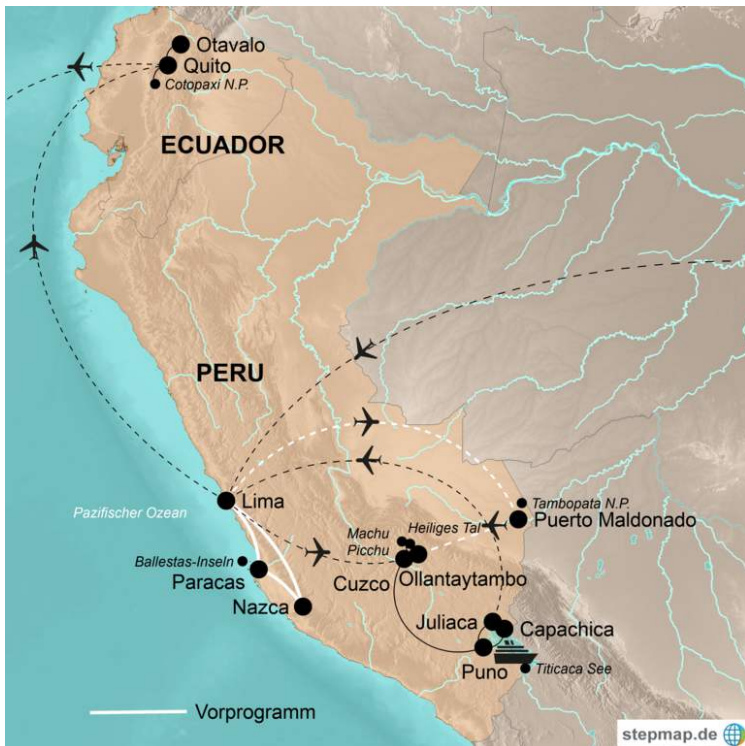 Otavalo
Quito
Cotopaxi N.P.
ECUADOR
PERU
Lima
Pazifischer Ozean
Tambopata N.P.
Puerto Maldonado
Heiliges Tal
Machu
Picchu
Ballestas-Inseln
Paracas
Cuzco
Ollantaytambo
Nazca
Juliaca
Capachica
Puno
Titicaca See
Vorprogramm
stepmap.de